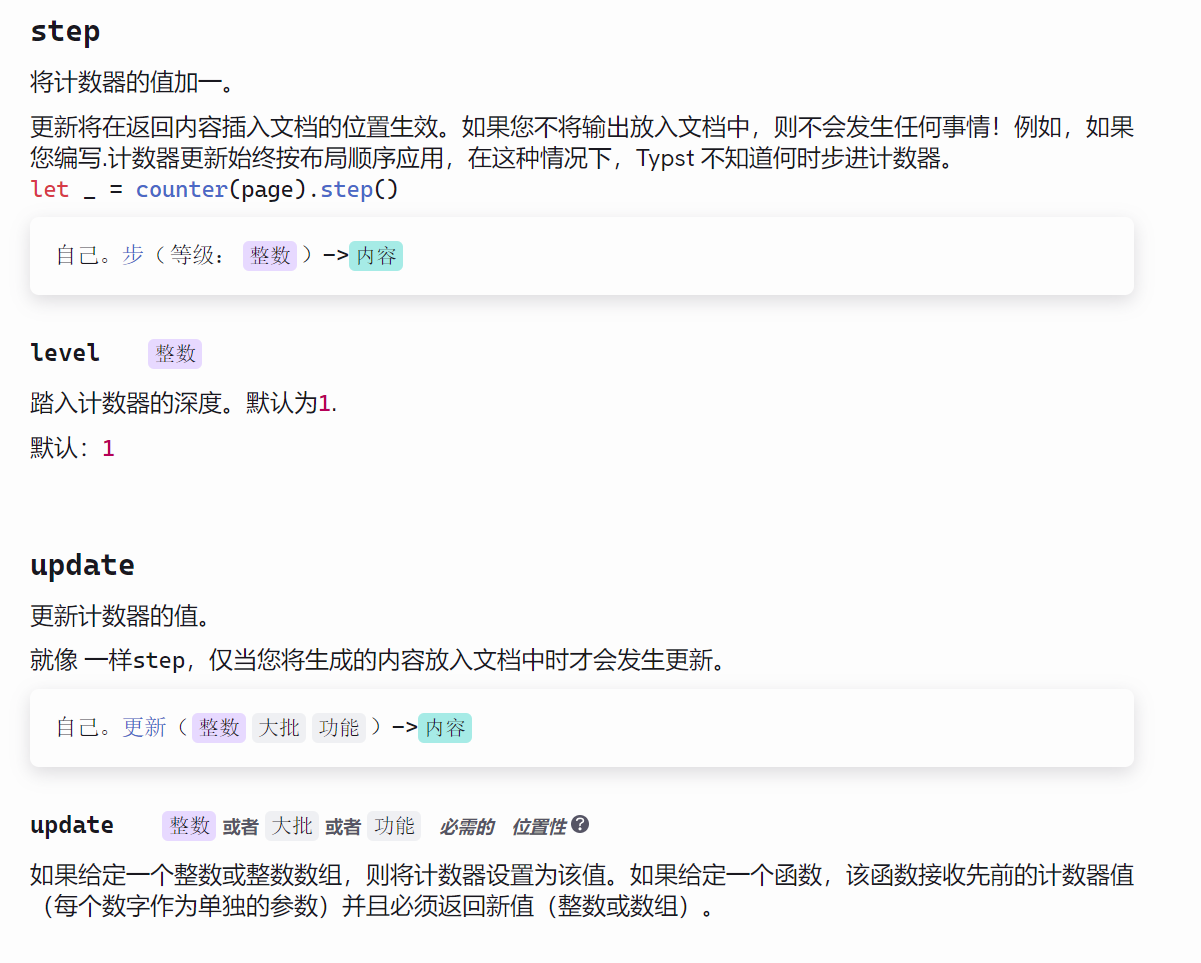 step
将计数器的值加一。
更新将在返回内容插入文档的位置生效。如果您不将输出放入文档中，则不会发生任何事情！例如，如果
您编写.计数器更新始终按布局顺序应用，在这种情况下，Typst 不知道何时步进计数器。
let _ = counter(page).step()
自己。步（等级： 整数）->内容
level 整数
踏入计数器的深度。默认为1.
默认：1
update
更新计数器的值。
就像 一样step，仅当您将生成的内容放入文档中时才会发生更新。
自己。更新（整数 大批 功能）->内容
update 整数 或者 大批 或者 功能 必需的 位置性?
如果给定一个整数或整数数组，则将计数器设置为该值。如果给定一个函数，该函数接收先前的计数器值
（每个数字作为单独的参数）并且必须返回新值（整数或数组）。